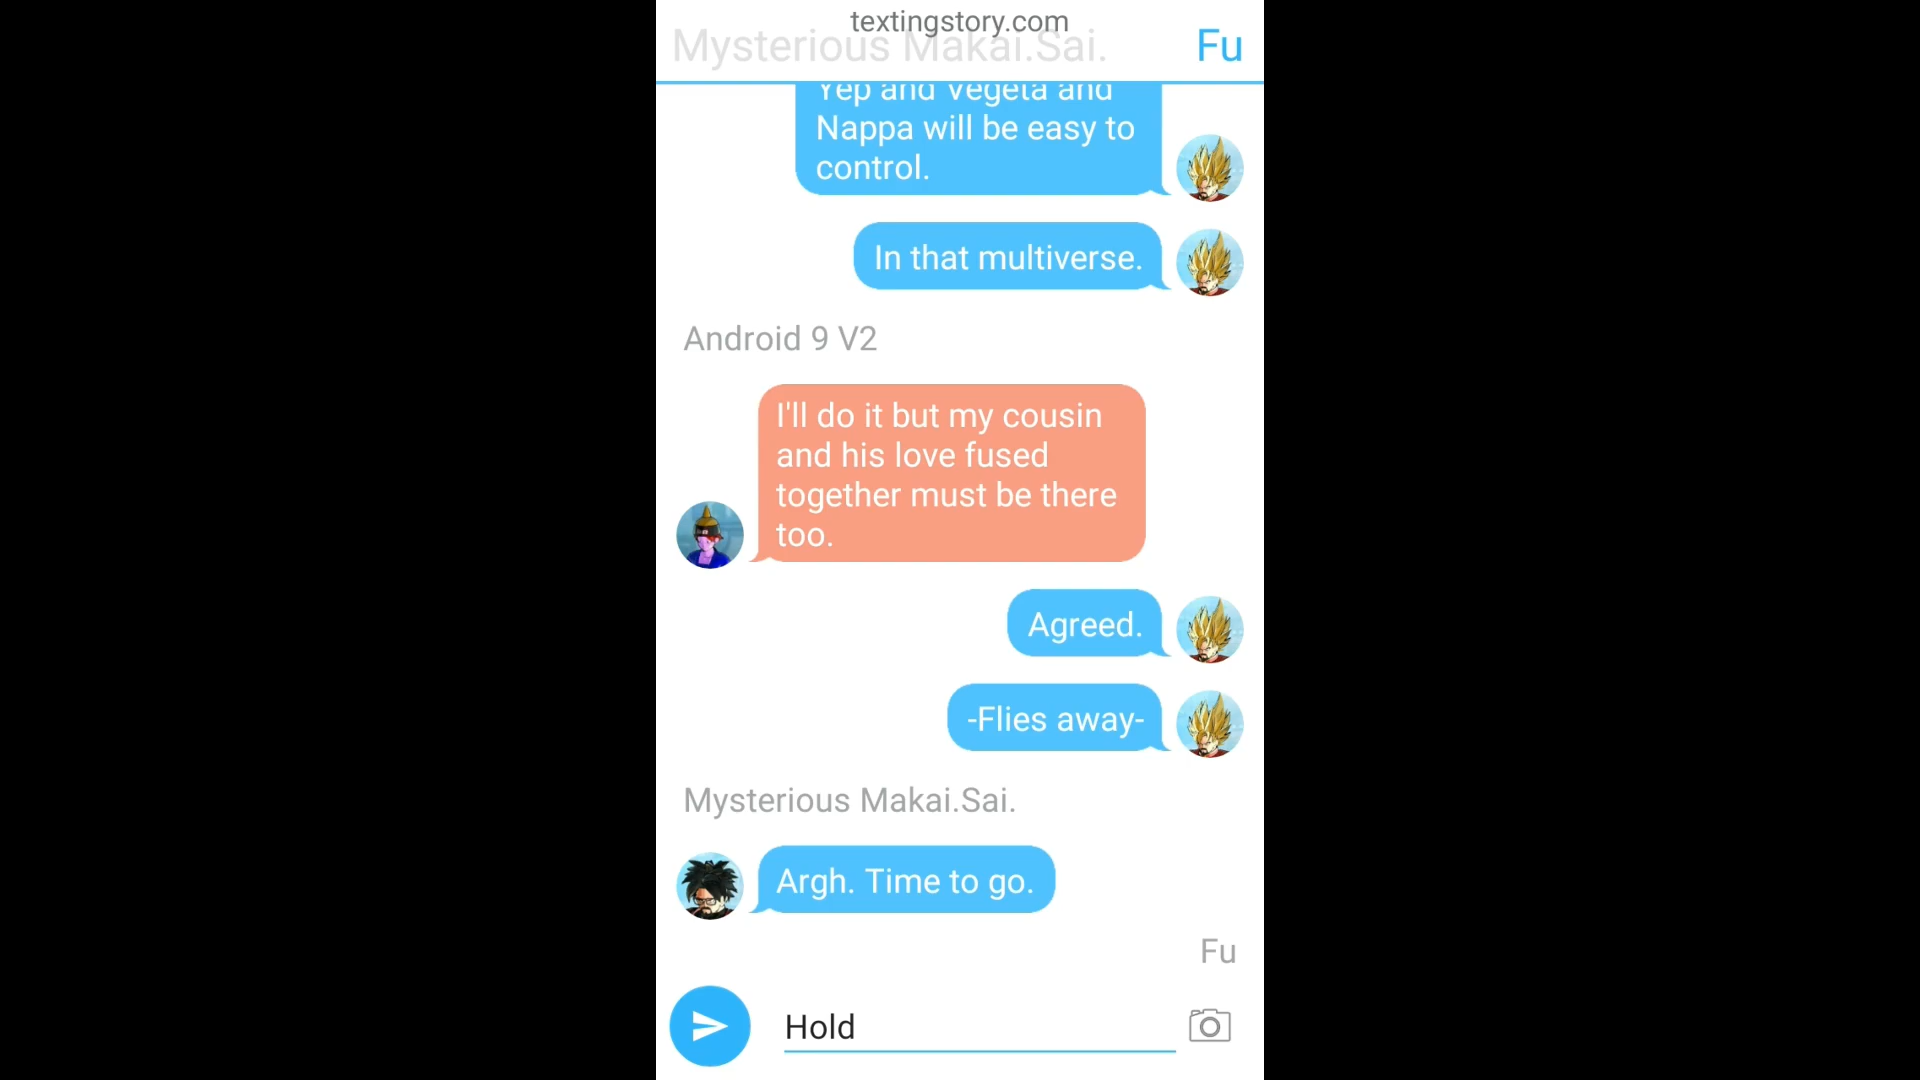 textingstory.com
Mysterious Makai.Sai.
Fu
Yep and Vegeta and
Nappa will be easy to
control.
In that multiverse.
Android 9 V2
I'll do it but my cousin
and his love fused
together must be there
too.
Agreed.
-Flies away-
Mysterious Makai.Sai.
Argh. Time to go.
Fu
Hold